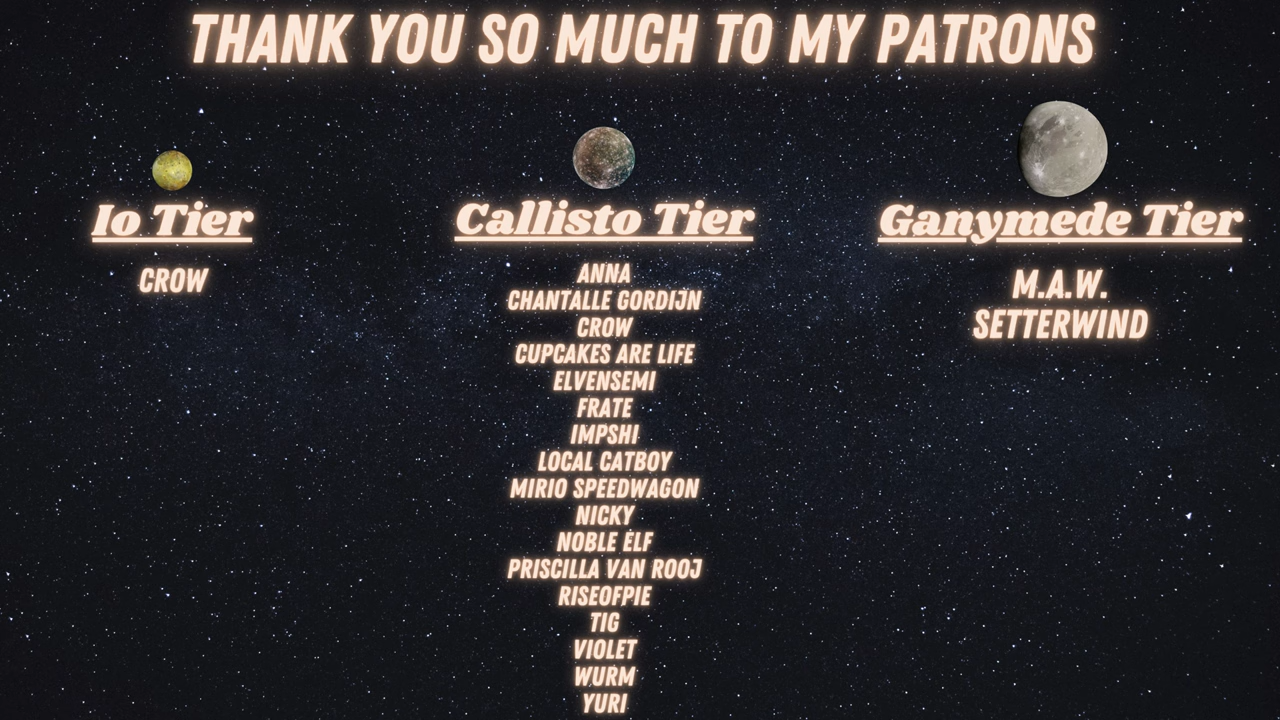 THANK YOU SO MUCH TO MY PATRONS
Io Tier
CROW
Callisto Tier
ANNA
CHANTALLE GORDIJN
CROW
CUPCAKES ARE LIFE
ELVENSEMI
FRATE
IMPSHI
LOCAL CATBOY
MIRIO SPEEDWAGON
NICKY
NOBLE ELF
PRISCILLA VAN ROOJ
RISEOFPIE
TIG
VIOLET
WURM
YURI
Ganymede Tier
M.A.W.
SETTERWIND